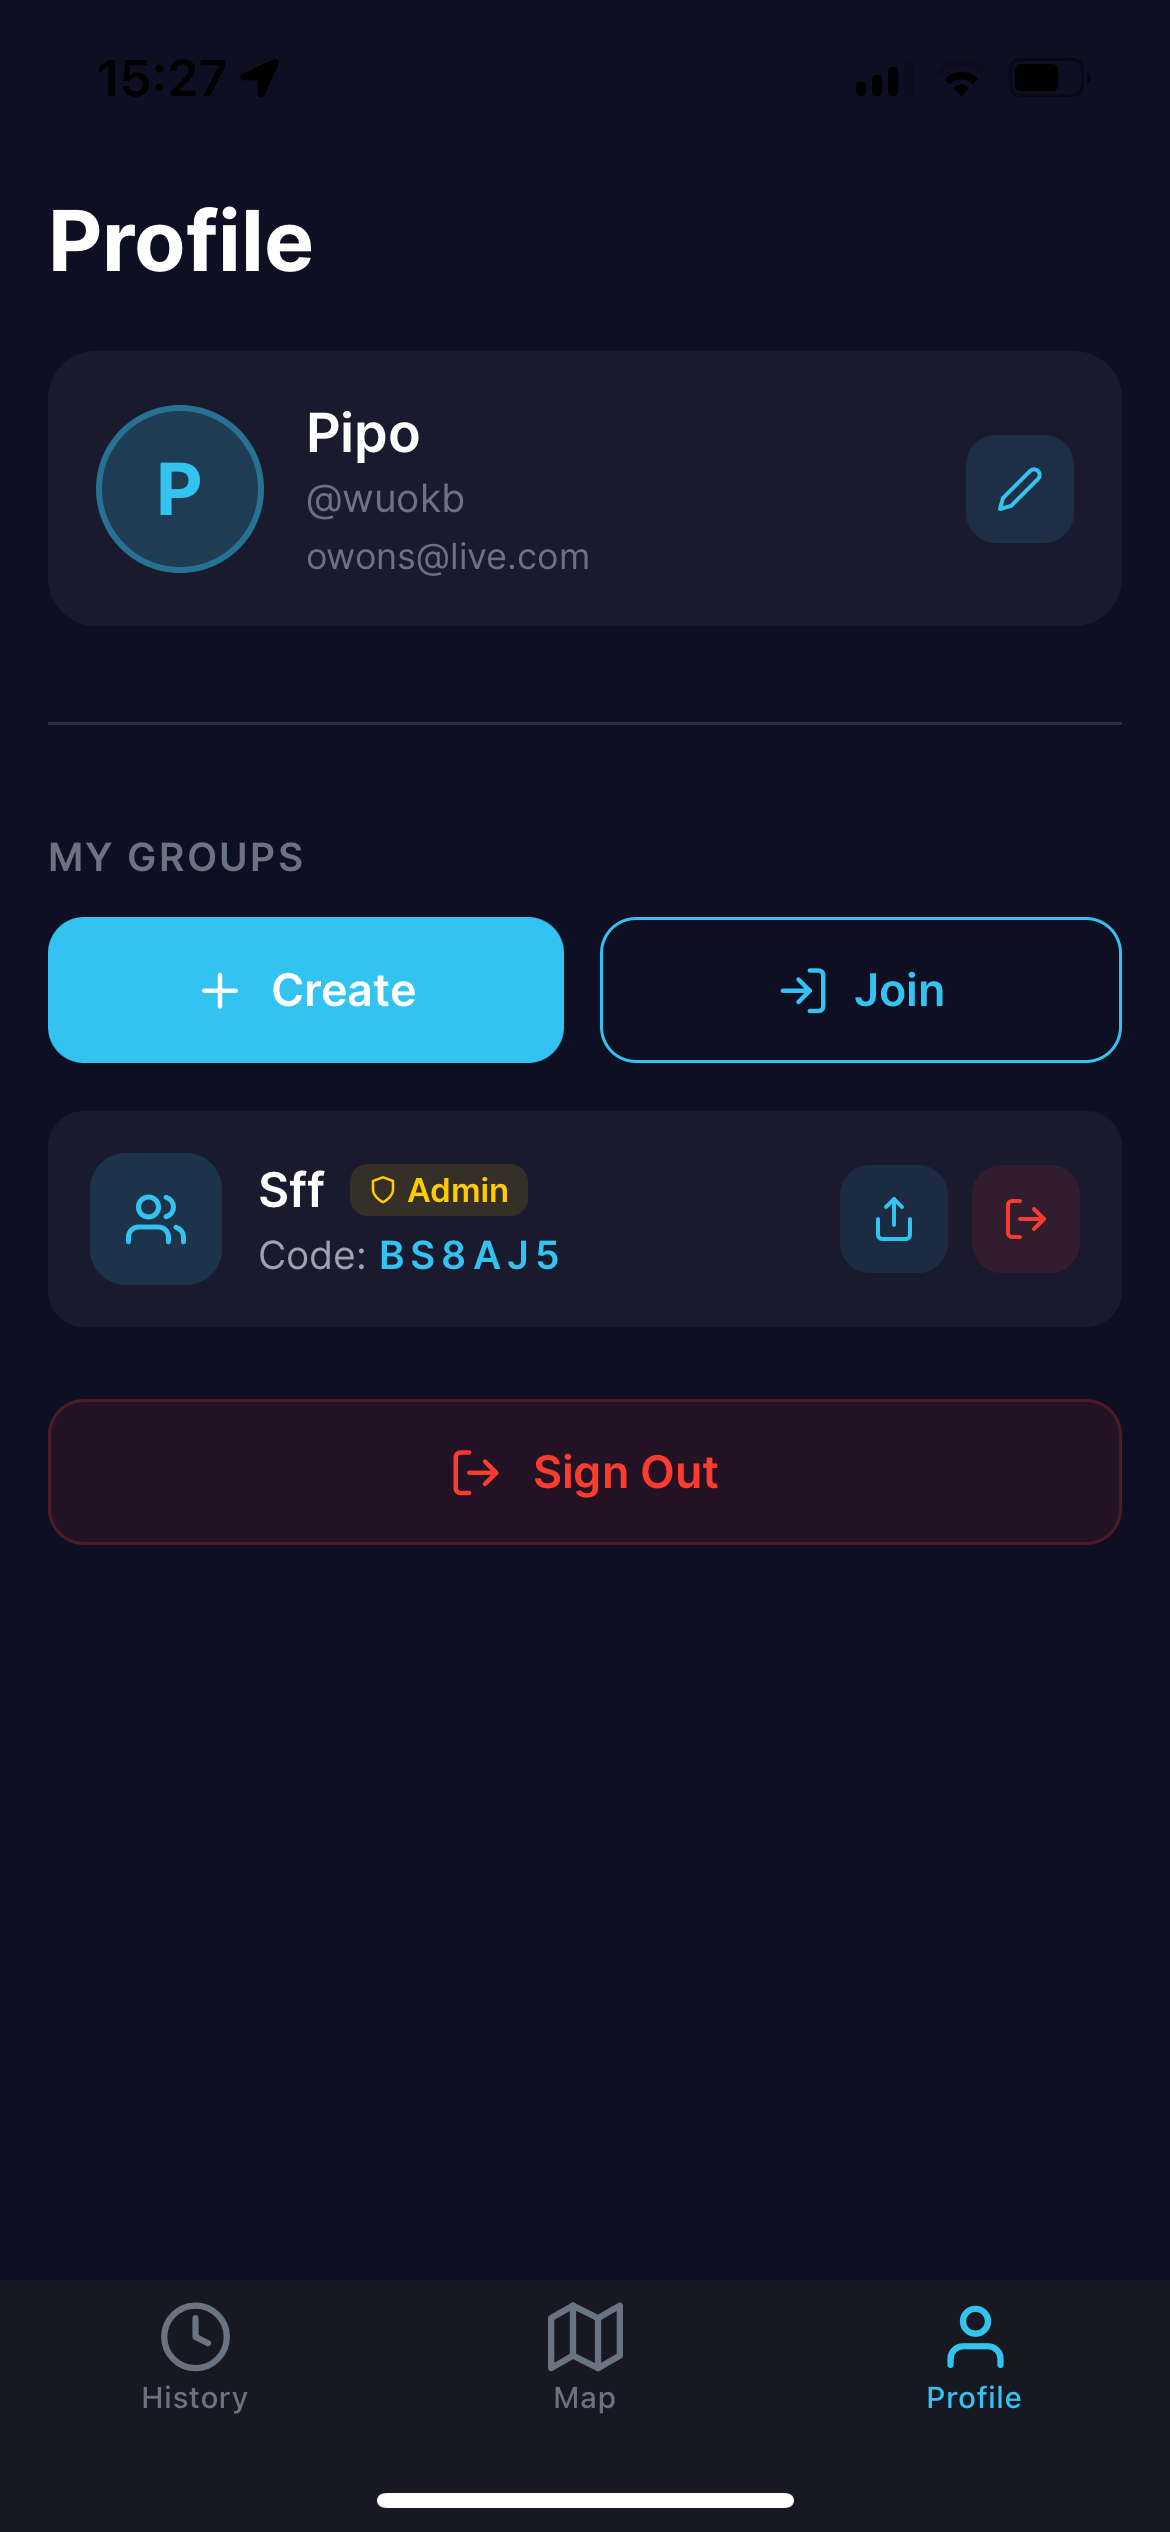 15:27
Profile
P
Pipo
@wuokb
owons@live.com
MY GROUPS
Create
Join
Sff
Admin
Code: BS8AJ5
Sign Out
History
Map
Profile